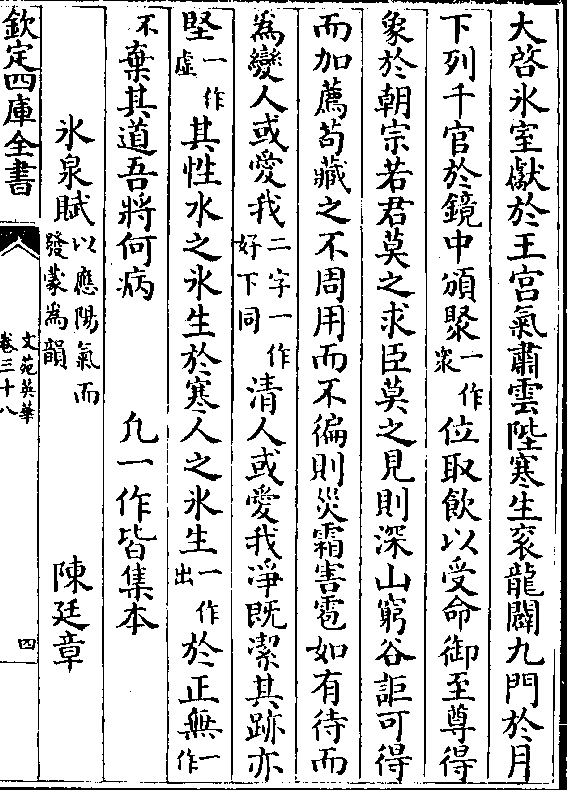 大啓氷室獻於王宮氣肅雲陛寒生衮龍闢九門於月
下列千官於鏡中頒聚一作衆位取飲以受命御至尊得
象於朝宗若君莫之求臣莫之見則深山窮谷詎可得
而加薦苟藏之不周用而不徧則災霜害雹如有待而
為變人或愛我二字一作好下同清人或愛我淨既潔其跡亦
堅一作虚其性水之氷生於寒人之氷生一作出於正無一作
不棄其道吾將何病　凢一作皆集本
氷泉賦以應陽氣而發蒙為韻　陳廷章
欽定四庫全書　文苑英華卷三十八　四